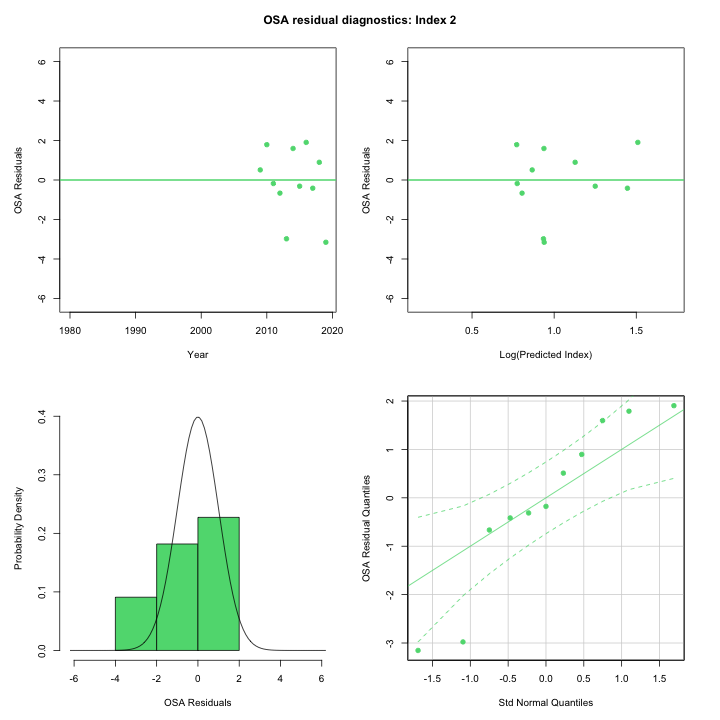 OSA residual diagnostics: Index 2
6
4
2
0
-2
-4
-6
OSA Residuals
1980 1990 2000 2010 2020
Year
6
4
2
0
-2
-4
-6
OSA Residuals
0.5 1.0 1.5
Log(Predicted Index)
0.4
0.3
0.2
0.1
0.0
Probability Density
-6 -4 -2 0 2 4 6
OSA Residuals
2
1
0
-1
-2
-3
OSA Residual Quantiles
-1.5 -1.0 -0.5 0.0 0.5 1.0 1.5
Std Normal Quantiles